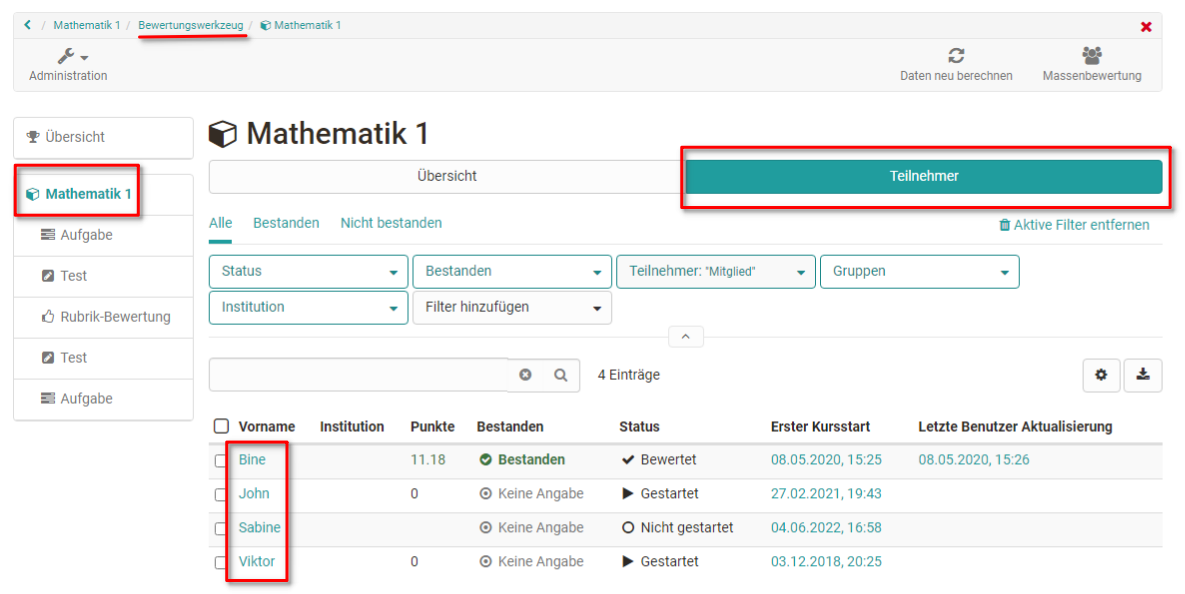 / Mathematik 1 / Bewertungswerkzeug / Mathematik 1
Administration
Daten neu berechnen
Massenbewertung
Übersicht
Mathematik 1
Aufgabe
Test
Rubrik-Bewertung
Test
Aufgabe
Mathematik 1
Übersicht
Teilnehmer
Alle Bestanden Nicht bestanden
Aktive Filter entfernen
Status Bestanden Teilnehmer: "Mitglied" Gruppen
Institution Filter hinzufügen
4 Einträge
Vorname Institution Punkte Bestanden Status Erster Kursstart Letzte Benutzer Aktualisierung
Bine 11.18 Bestanden Bewertet 08.05.2020, 15:25 08.05.2020, 15:26
John 0 Keine Angabe Gestartet 27.02.2021, 19:43
Sabine Keine Angabe Nicht gestartet 04.06.2022, 16:58
Viktor 0 Keine Angabe Gestartet 03.12.2018, 20:25